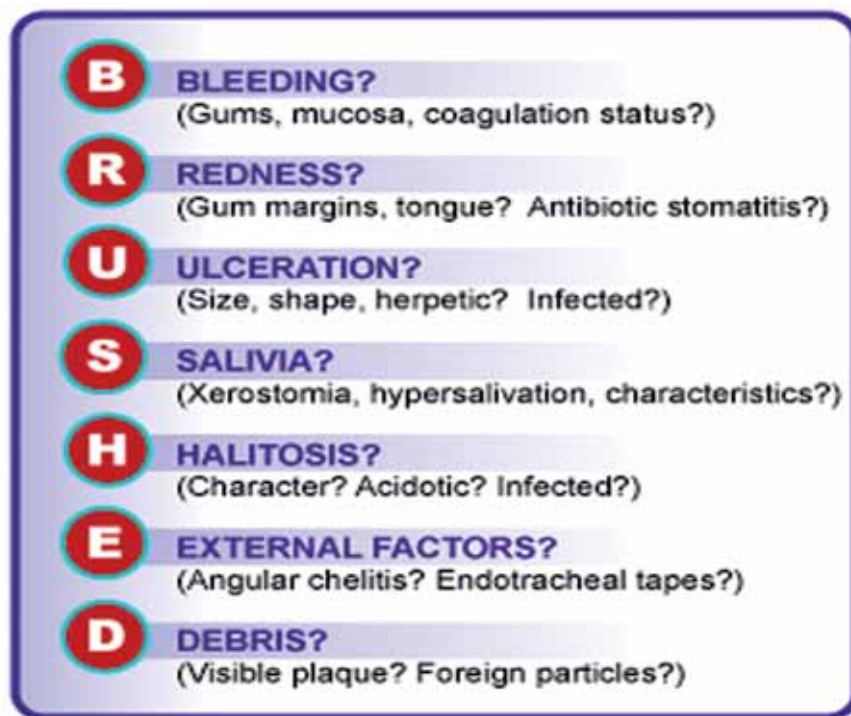 B BLEEDING?
(Gums, mucosa, coagulation status?)
R REDNESS?
(Gum margins, tongue?  Antibiotic stomatitis?)
U ULCERATION?
(Size, shape, herpetic?  Infected?)
S SALIVIA?
(Xerostomia, hypersalivation, characteristics?)
H HALITOSIS?
(Character? Acidotic? Infected?)
E EXTERNAL FACTORS?
(Angular chelitis? Endotracheal tapes?)
D DEBRIS?
(Visible plaque? Foreign particles?)